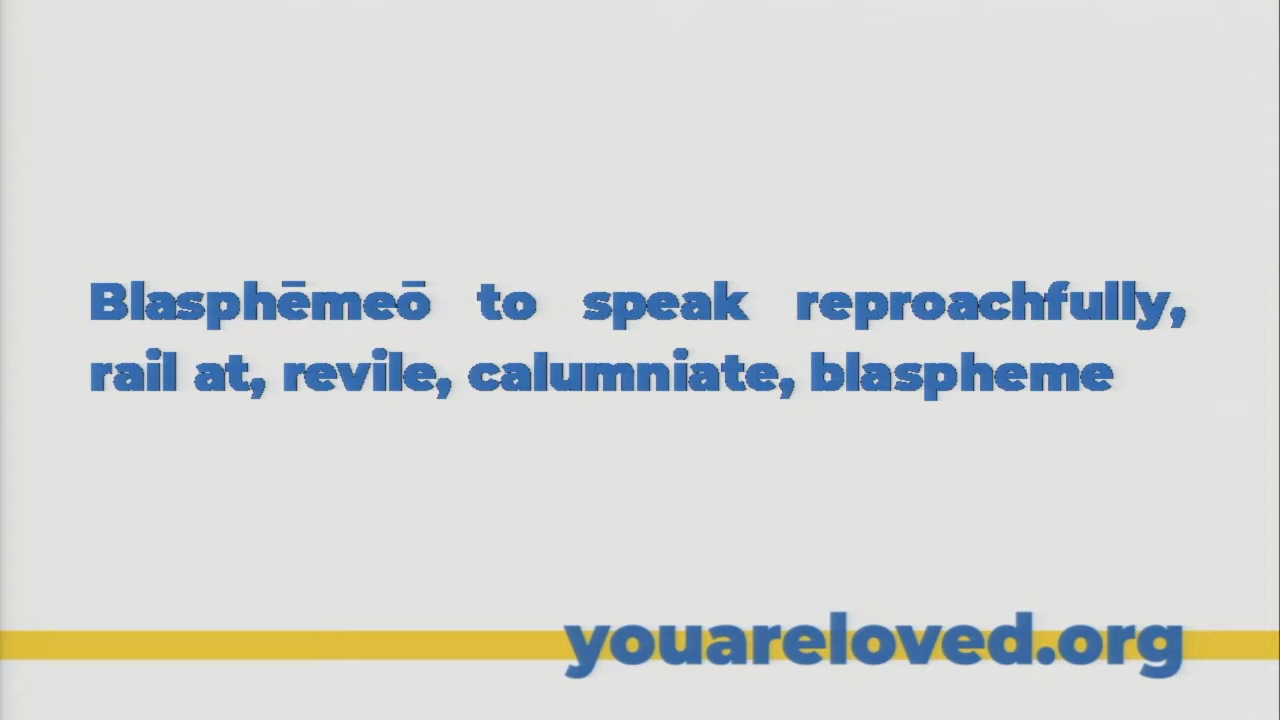 Blasphēmeō to speak reproachfully,
rail at, revile, calumniate, blaspheme
youareloved.org